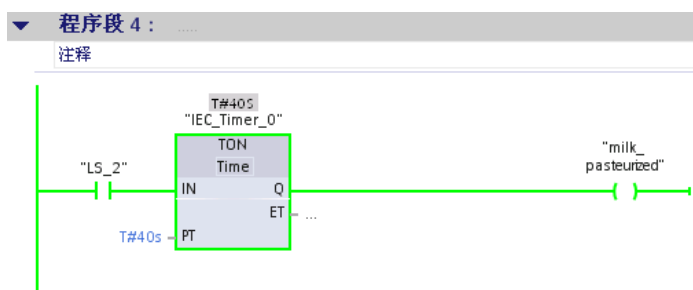 程序段 4： .....
注释
T#40S
"IEC_Timer_0"
TON
Time
"LS_2"
IN
Q
ET
...
T#40s
PT
"milk_
pasteurized"